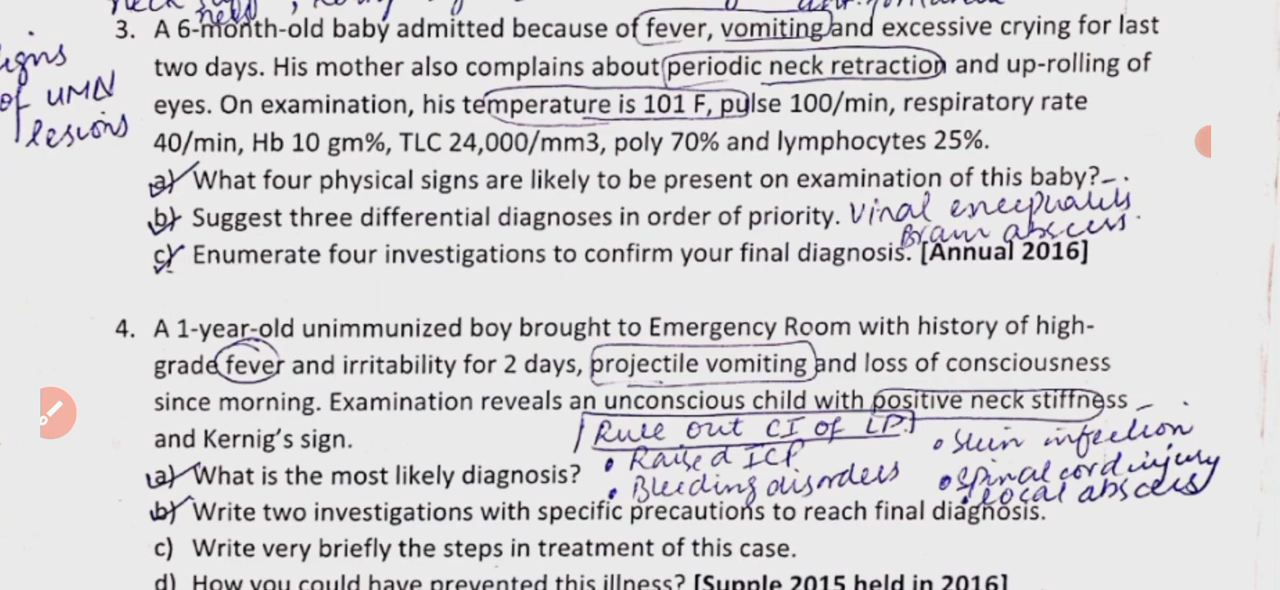 neck
3. A 6-month-old baby admitted because of fever, vomiting and excessive crying for last
signs
two days. His mother also complains about periodic neck retraction and up-rolling of
of UMN
eyes. On examination, his temperature is 101 F, pulse 100/min, respiratory rate
lesions
40/min, Hb 10 gm%, TLC 24,000/mm3, poly 70% and lymphocytes 25%.
a) What four physical signs are likely to be present on examination of this baby?
b) Suggest three differential diagnoses in order of priority. Viral encephalitis
Brain abscess.
c) Enumerate four investigations to confirm your final diagnosis. [Annual 2016]
4. A 1-year-old unimmunized boy brought to Emergency Room with history of high-
grade fever and irritability for 2 days, projectile vomiting and loss of consciousness
since morning. Examination reveals an unconscious child with positive neck stiffness
Rule out CI of LP • Skin infection
and Kernig's sign.
• Raised ICP
a) What is the most likely diagnosis?
• Bleeding disorders • Spinal cord injury
• local abscess
b) Write two investigations with specific precautions to reach final diagnosis.
c) Write very briefly the steps in treatment of this case.
d) How you could have prevented this illness? [Supple 2015 held in 2016]